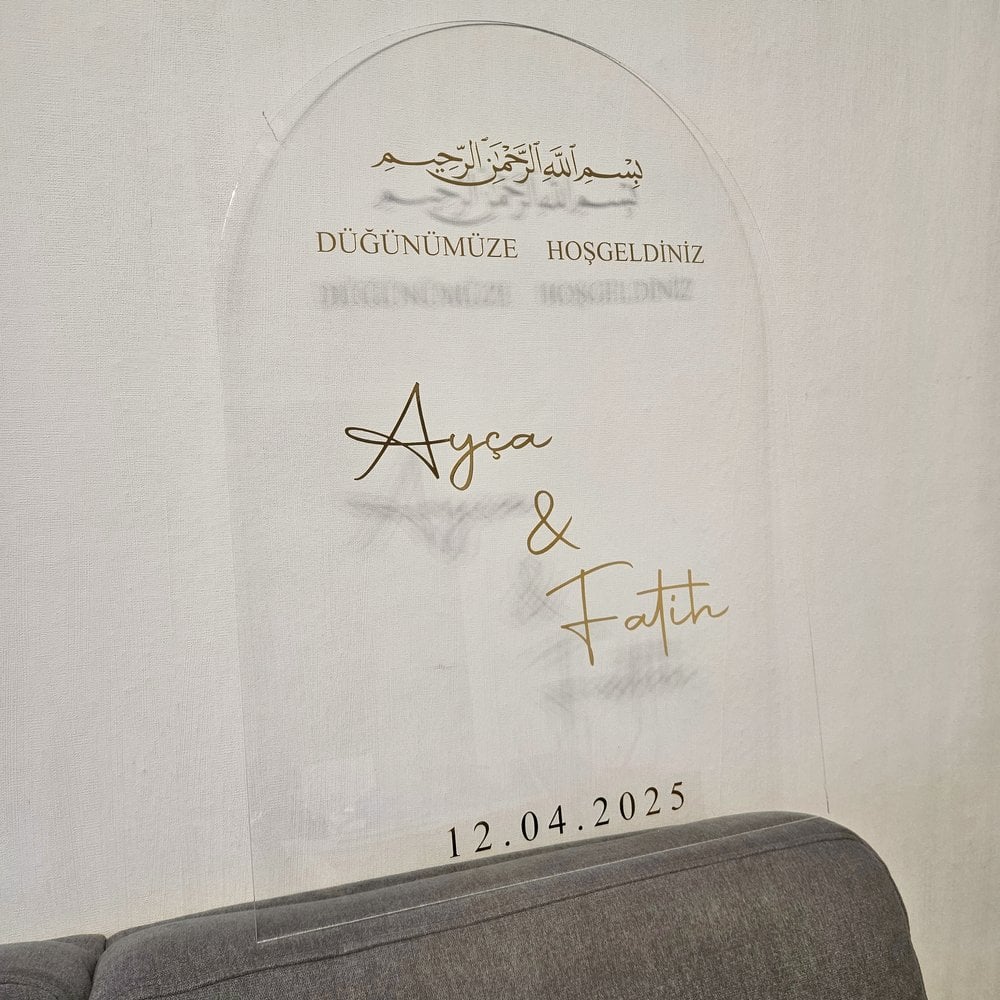 بِسْمِ اللَّهِ الرَّحْمَٰنِ الرَّحِيمِ
DÜĞÜNÜMÜZE HOŞGELDİNİZ
Ayça
&
Fatih
12.04.2025